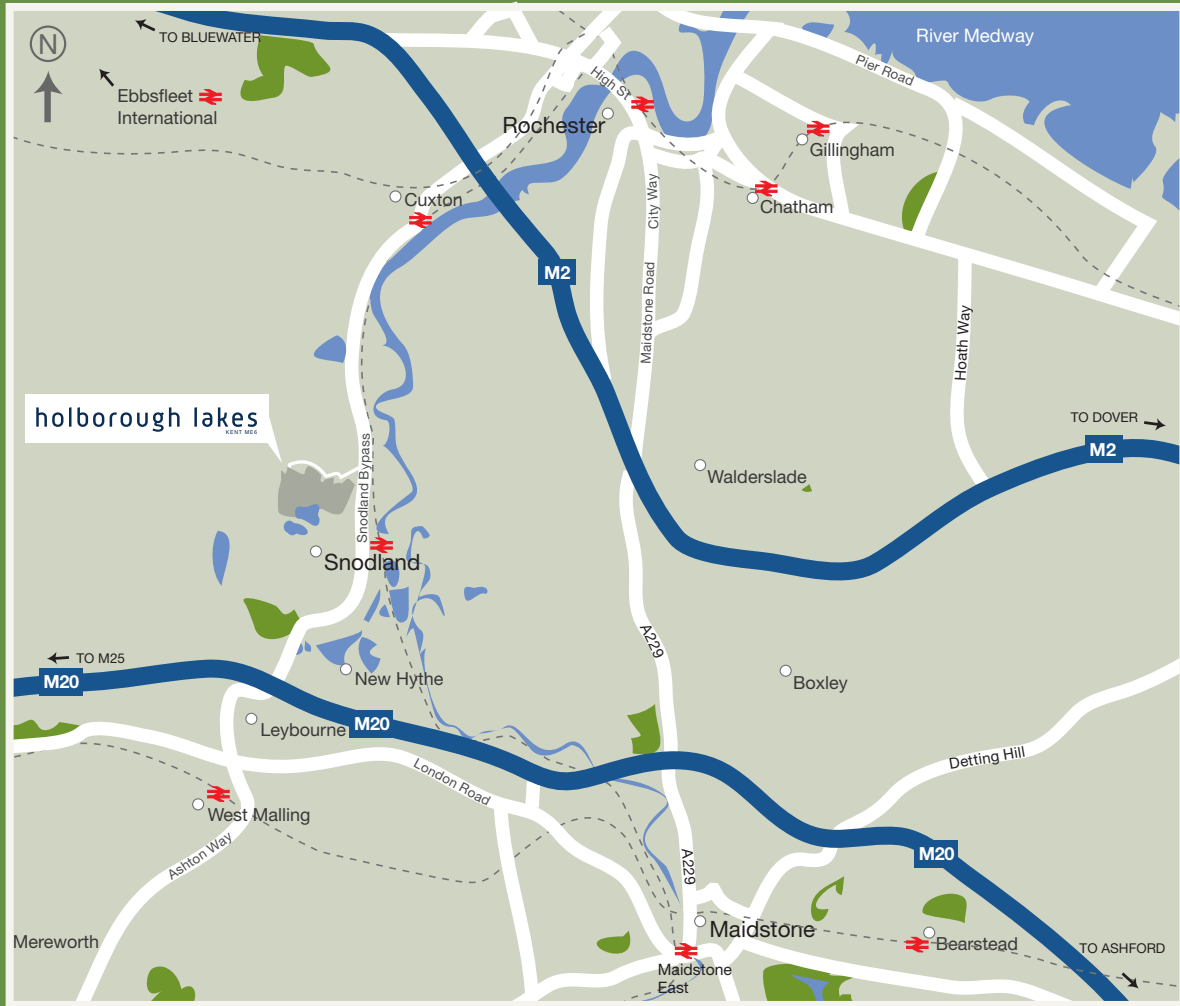 N
TO BLUEWATER
Ebbsfleet
International
River Medway
Pier Road
High St
Rochester
Gillingham
Cuxton
Chatham
City Way
M2
Maidstone Road
Hoath Way
holborough lakes
KENT ME6
TO DOVER
M2
Snodland Bypass
Walderslade
Snodland
A229
TO M25
M20
New Hythe
Boxley
Leybourne
M20
Detting Hill
London Road
West Malling
Ashton Way
A229
M20
Maidstone
Mereworth
Bearstead
TO ASHFORD
Maidstone
East